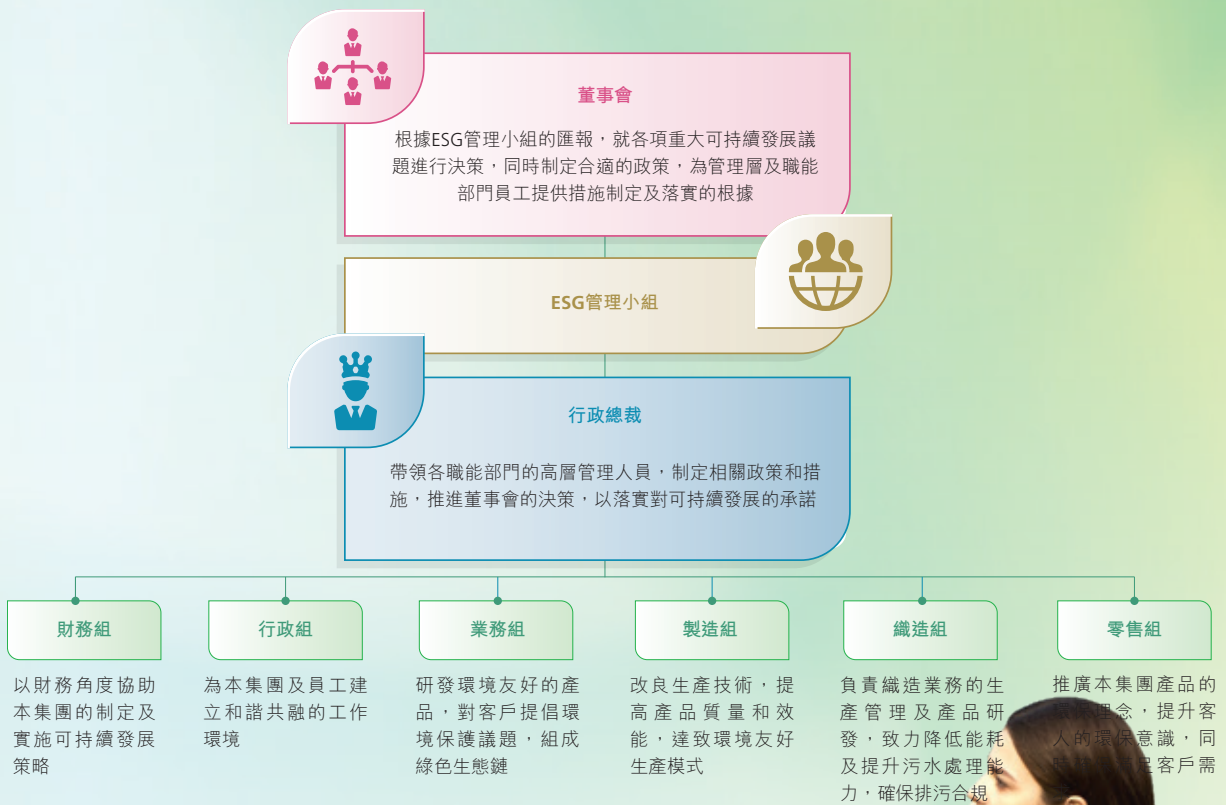 董事會
根據ESG管理小組的匯報，就各項重大可持續發展議
題進行決策，同時制定合適的政策，為管理層及職能
部門員工提供措施制定及落實的根據
ESG管理小組
行政總裁
帶領各職能部門的高層管理人員，制定相關政策和措
施，推進董事會的決策，以落實對可持續發展的承諾
財務組
以財務角度協助
本集團的制定及
實施可持續發展
策略
行政組
為本集團及員工建
立和諧共融的工作
環境
業務組
研發環境友好的產
品，對客戶提倡環
境保護議題，組成
綠色生態鏈
製造組
改良生產技術，提
高產品質量和效
能，達致環境友好
生產模式
織造組
負責織造業務的生
產管理及產品研
發，致力降低能耗
及提升污水處理能
力，確保排污合規
零售組
推廣本集團產品的
理念，提升客
人的環保意識，同
足客戶需